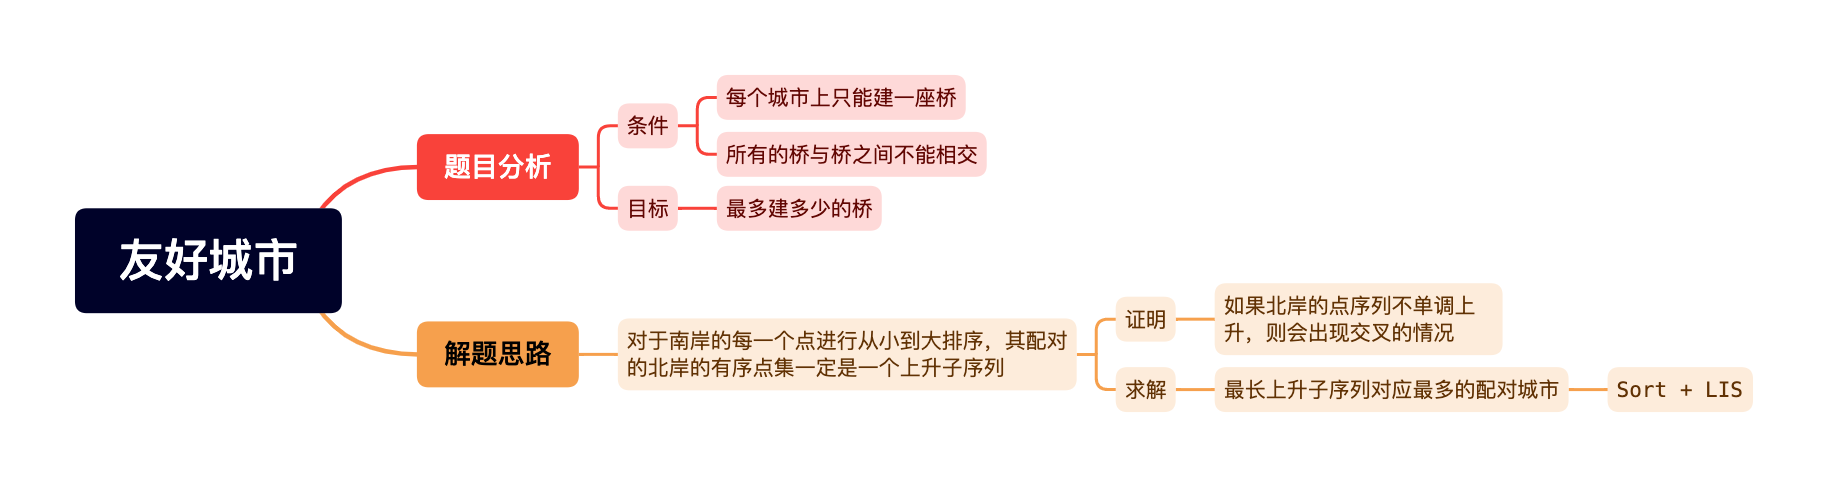 友好城市
题目分析
条件
每个城市上只能建一座桥
所有的桥与桥之间不能相交
目标
最多建多少的桥
解题思路
对于南岸的每一个点进行从小到大排序，其配对
的北岸的有序点集一定是一个上升子序列
证明
如果北岸的点序列不单调上
升，则会出现交叉的情况
求解
最长上升子序列对应最多的配对城市
Sort + LIS